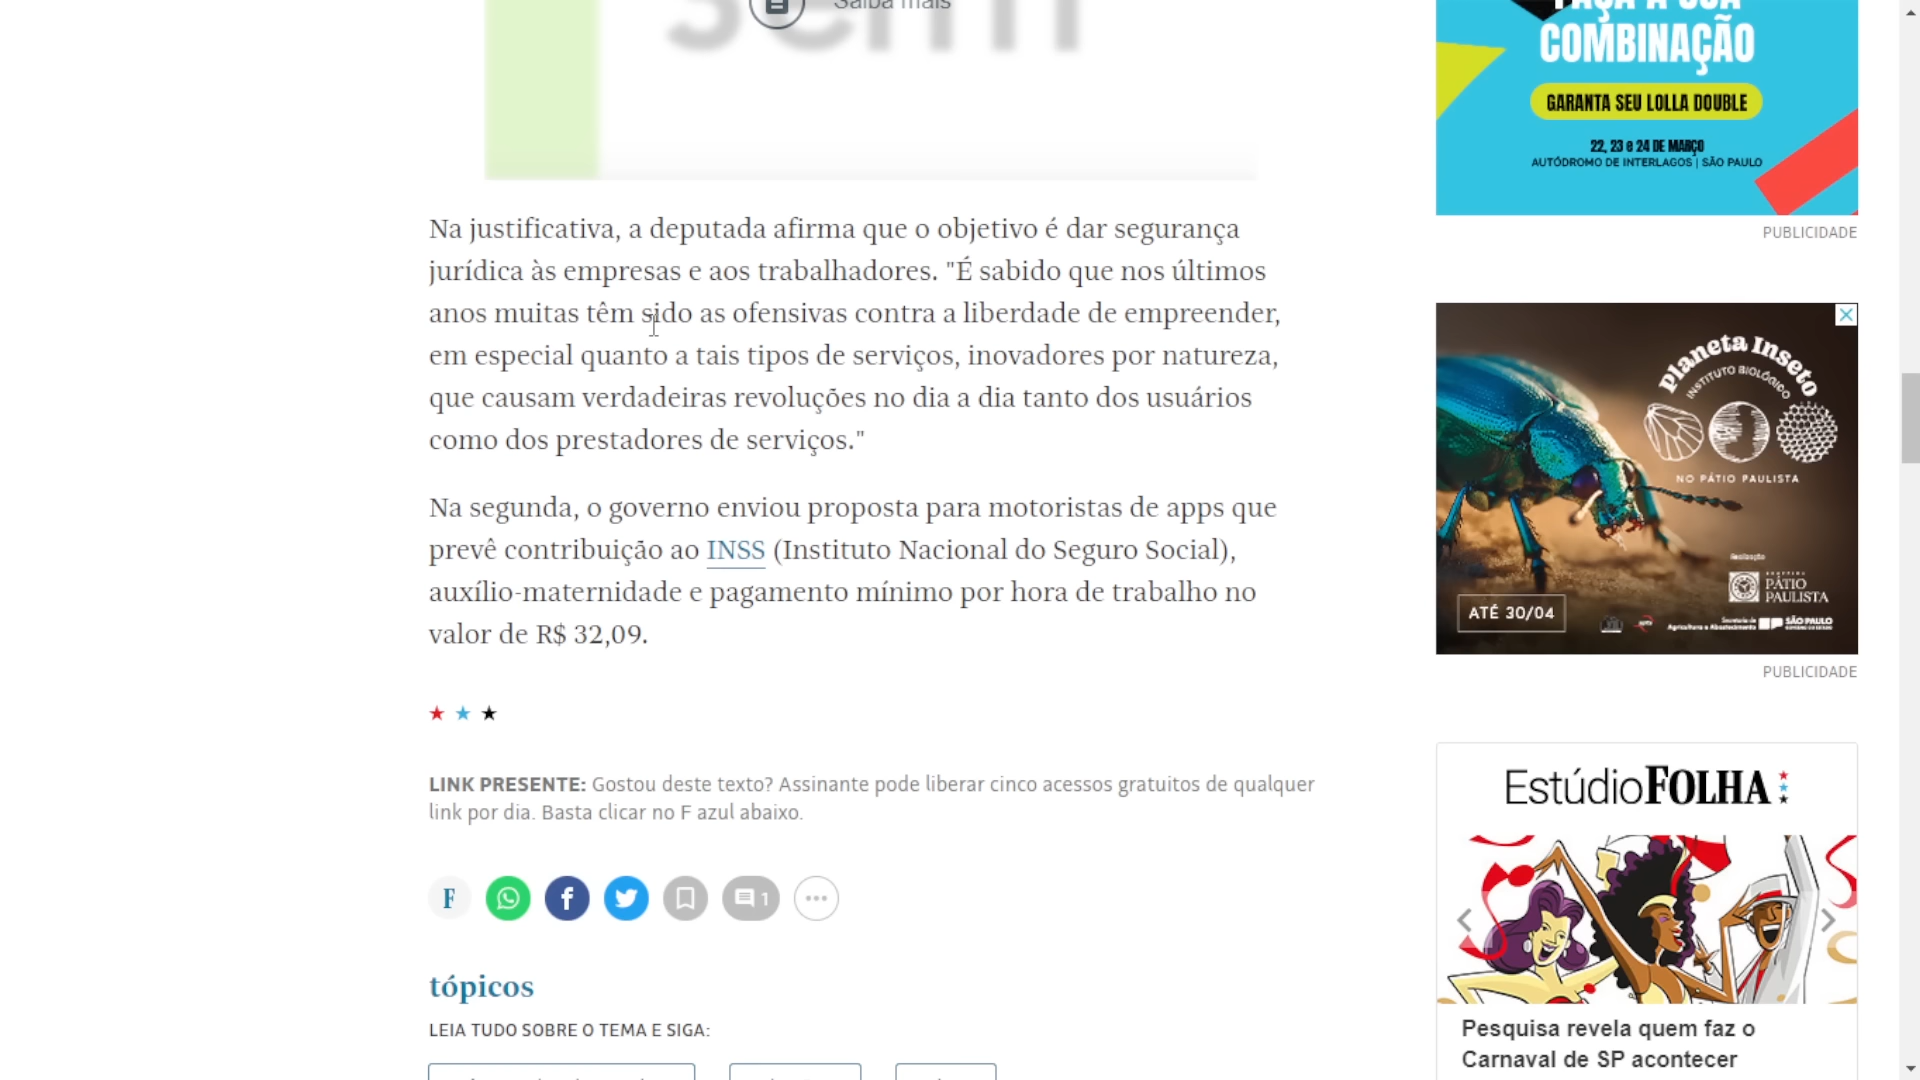 Saiba mais
COMBINAÇÃO
GARANTA SEU LOLLA DOUBLE
22, 23 e 24 DE MARÇO
AUTÓDROMO DE INTERLAGOS | SÃO PAULO
PUBLICIDADE
Na justificativa, a deputada afirma que o objetivo é dar segurança
jurídica às empresas e aos trabalhadores. "É sabido que nos últimos
anos muitas têm sido as ofensivas contra a liberdade de empreender,
em especial quanto a tais tipos de serviços, inovadores por natureza,
que causam verdadeiras revoluções no dia a dia tanto dos usuários
como dos prestadores de serviços."
Na segunda, o governo enviou proposta para motoristas de apps que
prevê contribuição ao INSS (Instituto Nacional do Seguro Social),
auxílio-maternidade e pagamento mínimo por hora de trabalho no
valor de R$ 32,09.
LINK PRESENTE: Gostou deste texto? Assinante pode liberar cinco acessos gratuitos de qualquer
link por dia. Basta clicar no F azul abaixo.
F
1
tópicos
LEIA TUDO SOBRE O TEMA E SIGA:
Planeta Inseto
INSTITUTO BIOLÓGICO
NO PÁTIO PAULISTA
Realização
PÁTIO
PAULISTA
ATÉ 30/04
Secretaria de
Agricultura e Abastecimento
SÃO PAULO
PUBLICIDADE
EstúdioFOLHA
Pesquisa revela quem faz o
Carnaval de SP acontecer